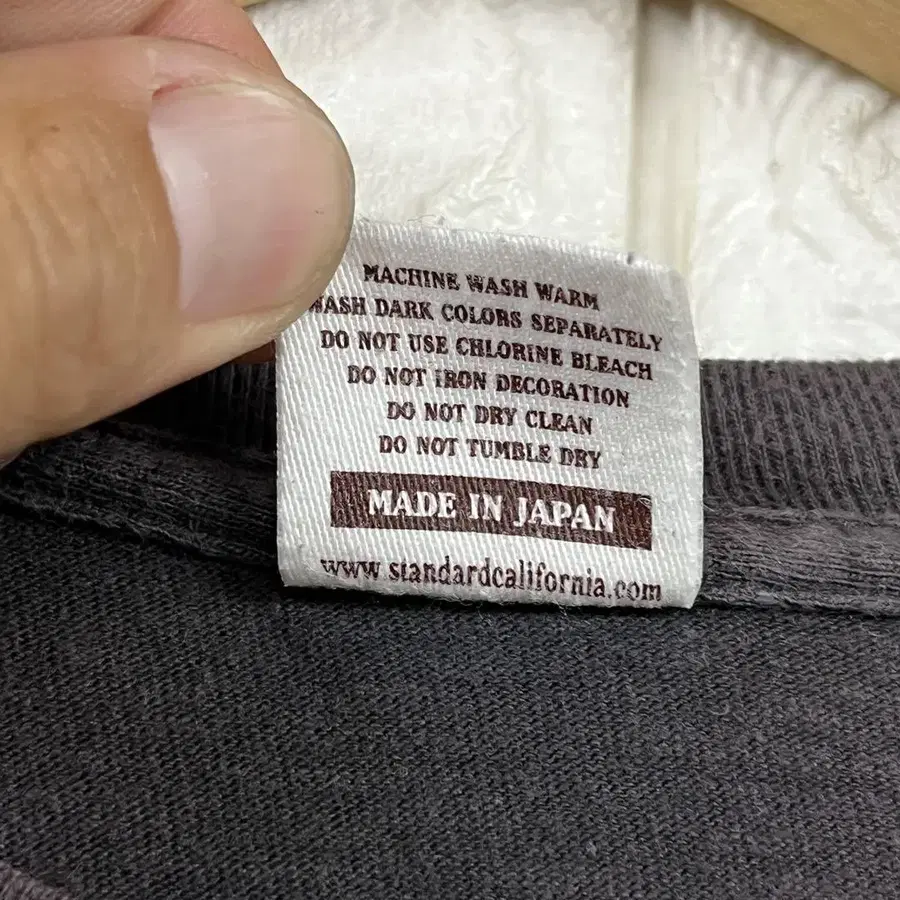 MACHINE WASH WARM
WASH DARK COLORS SEPARATELY
DO NOT USE CHLORINE BLEACH
DO NOT IRON DECORATION
DO NOT DRY CLEAN
DO NOT TUMBLE DRY
MADE IN JAPAN
www.standardcalifornia.com